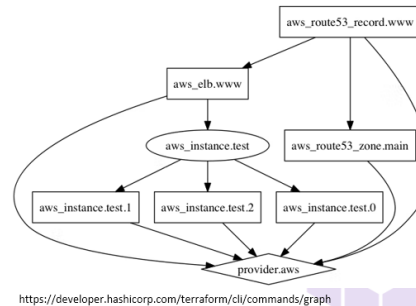 aws_route53_record.www
aws_elb.www
aws_instance.test
aws_route53_zone.main
aws_instance.test.1
aws_instance.test.2
aws_instance.test.0
provider.aws
https://developer.hashicorp.com/terraform/cli/commands/graph